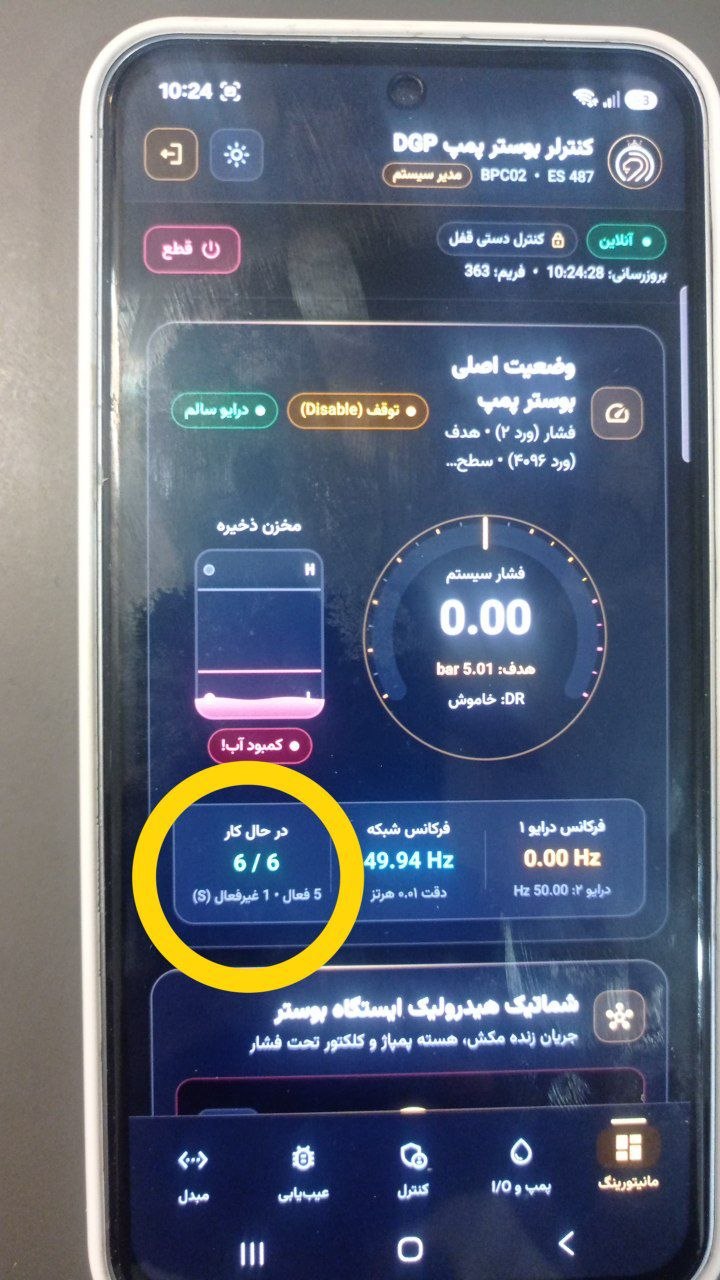 10:24
کنترلر بوستر پمپ DGP
ES 487 • BPC02 مدیر سیستم
آنلاین کنترل دستی قفل قطع
بروزرسانی: 10:24:28 • فریم: 363
وضعیت اصلی
بوستر پمپ
توقف (Disable) درایو سالم
فشار (ورد ۲) • هدف
(ورد ۴۰۹۶) • سطح...
مخزن ذخیره
H
L
کمبود آب!
فشار سیستم
0.00
هدف: 5.01 bar
DR: خاموش
فرکانس درایو ۱
0.00 Hz
درایو ۲: 50.00 Hz
فرکانس شبکه
49.94 Hz
دقت ۰.۰۱ هرتز
در حال کار
6 / 6
5 فعال • 1 غیرفعال (S)
شماتیک هیدرولیک ایستگاه بوستر
جریان زنده مکش، هسته پمپاژ و کلکتور تحت فشار
مانیتورینگ پمپ و I/O کنترل عیب‌یابی مبدل